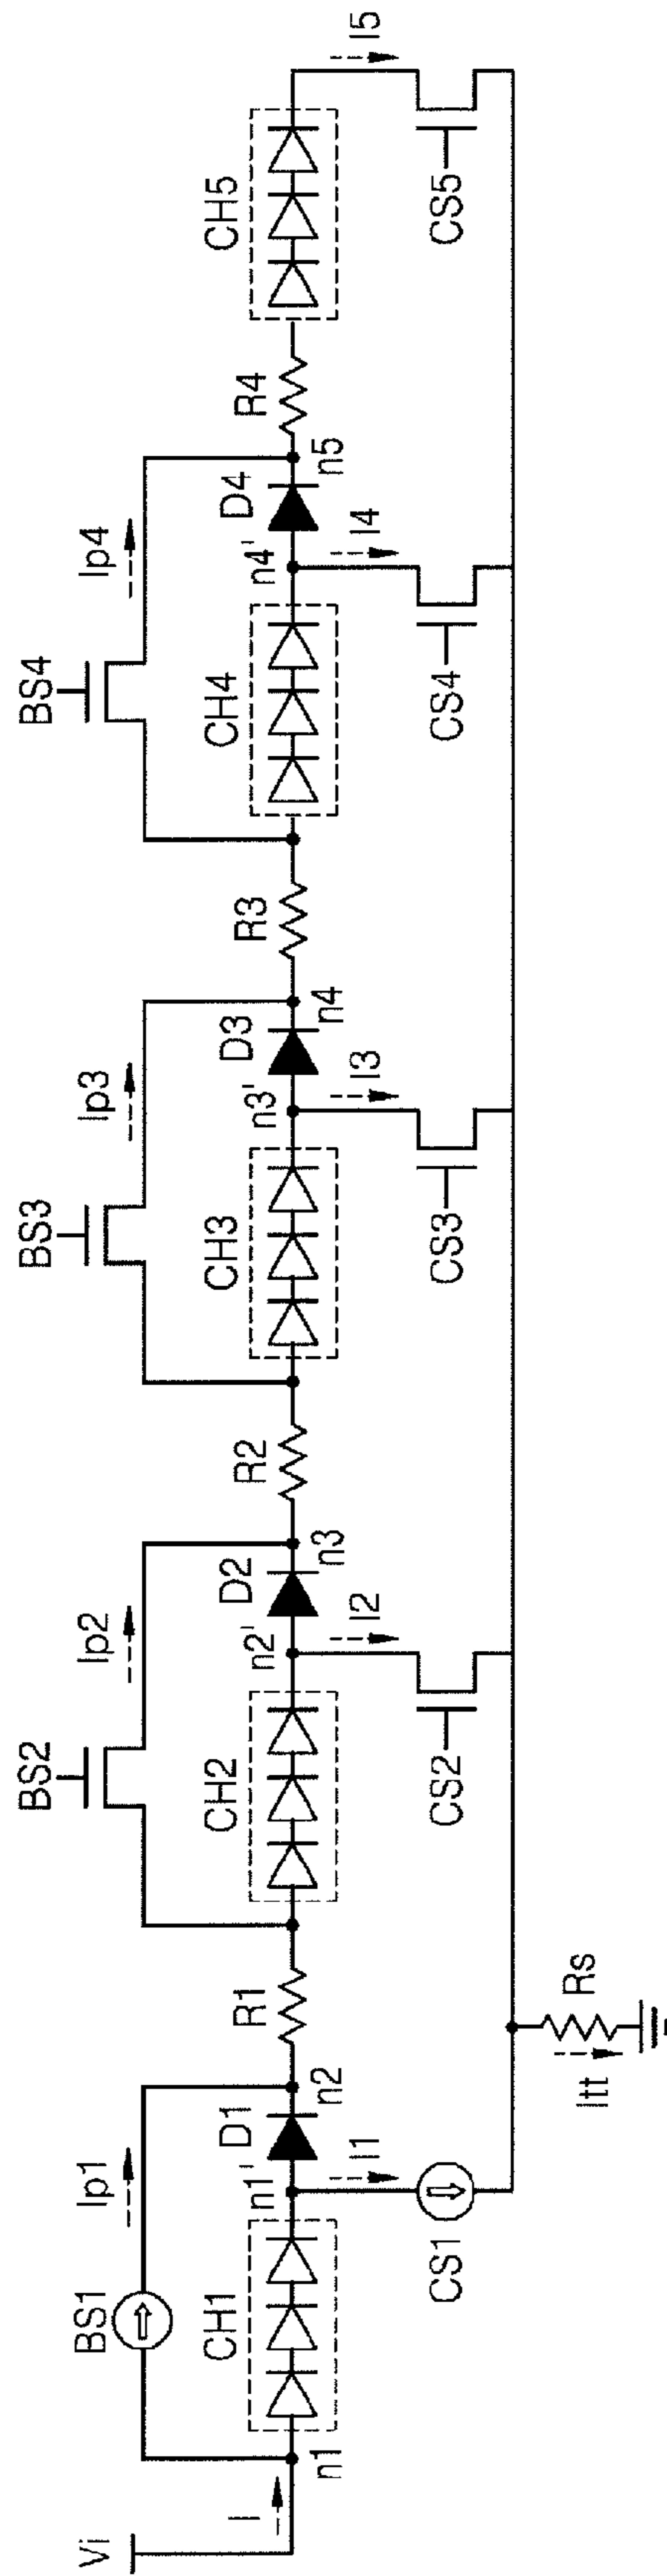 Vi
I
n1
BS1
Ip1
CH1
n1'
D1
n2
I1
CS1
R1
Itt
Rs
BS2
Ip2
CH2
n2'
D2
n3
I2
CS2
R2
BS3
Ip3
CH3
n3'
D3
n4
I3
CS3
R3
BS4
Ip4
CH4
n4'
D4
n5
I4
CS4
R4
CH5
I5
CS5